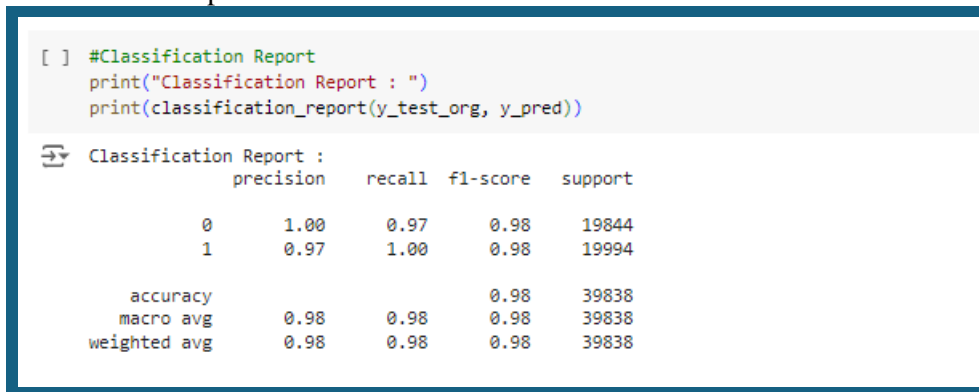 [ ] #Classification Report
print("Classification Report : ")
print(classification_report(y_test_org, y_pred))
Classification Report :
precision recall f1-score support
0 1.00 0.97 0.98 19844
1 0.97 1.00 0.98 19994
accuracy 0.98 39838
macro avg 0.98 0.98 0.98 39838
weighted avg 0.98 0.98 0.98 39838